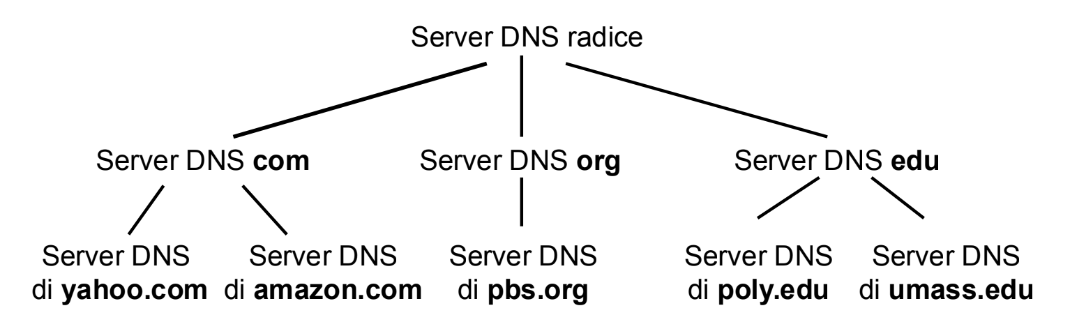 Server DNS radice
Server DNS com
Server DNS org
Server DNS edu
Server DNS
di yahoo.com
Server DNS
di amazon.com
Server DNS
di pbs.org
Server DNS
di poly.edu
Server DNS
di umass.edu